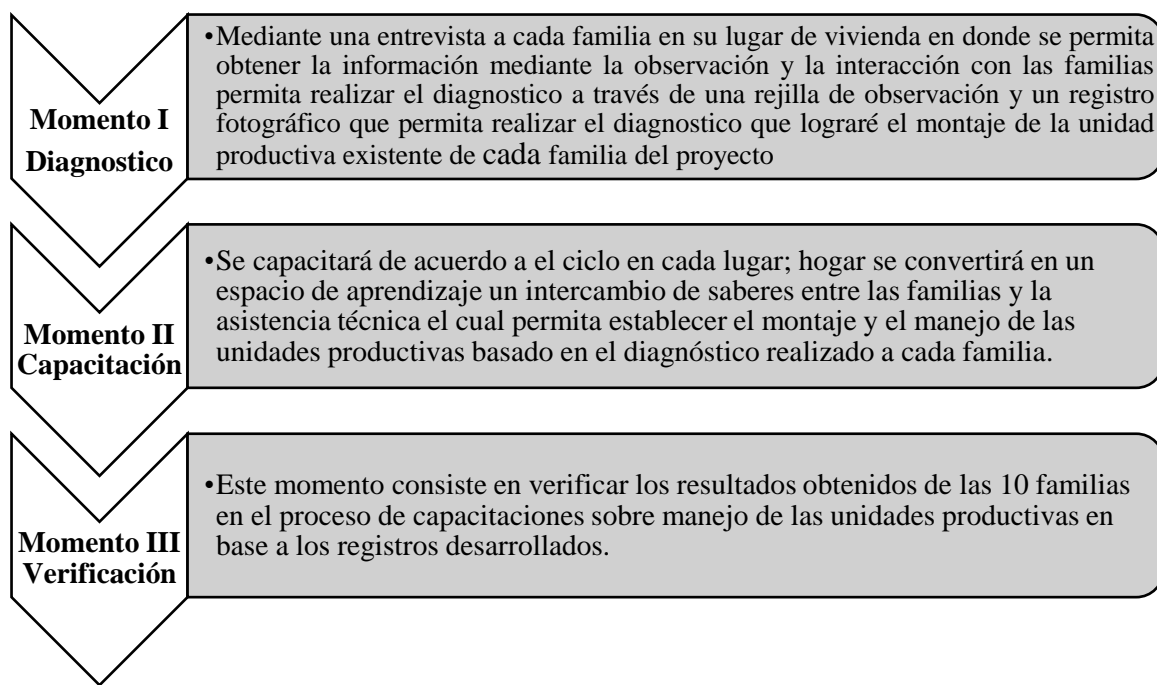 Momento I
Diagnostico
•Mediante una entrevista a cada familia en su lugar de vivienda en donde se permita
obtener la información mediante la observación y la interacción con las familias
permita realizar el diagnostico a través de una rejilla de observación y un registro
fotográfico que permita realizar el diagnostico que lograré el montaje de la unidad
productiva existente de cada familia del proyecto
Momento II
Capacitación
•Se capacitará de acuerdo a el ciclo en cada lugar; hogar se convertirá en un
espacio de aprendizaje un intercambio de saberes entre las familias y la
asistencia técnica el cual permita establecer el montaje y el manejo de las
unidades productivas basado en el diagnóstico realizado a cada familia.
Momento III
Verificación
•Este momento consiste en verificar los resultados obtenidos de las 10 familias
en el proceso de capacitaciones sobre manejo de las unidades productivas en
base a los registros desarrollados.